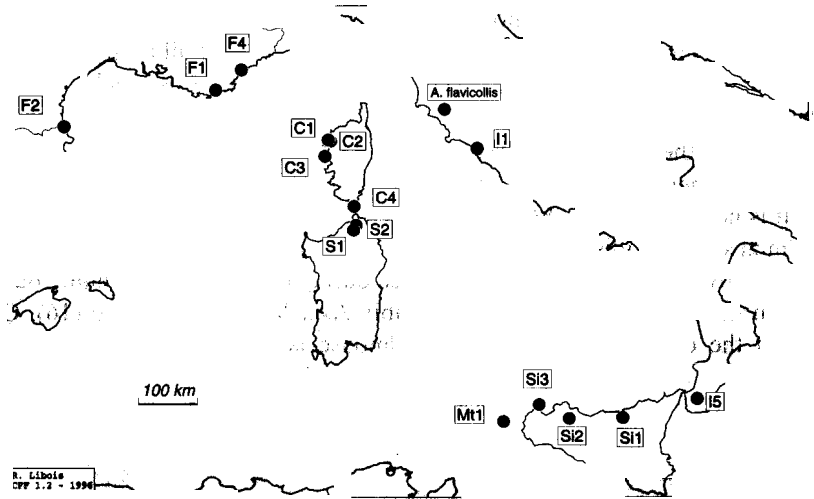 F4
F1
F2
A. flavicollis
C1
C2
I1
C3
C4
S2
S1
Si3
100 km
Mt1
I5
Si2
Si1
R. Libois
CFF 1.2 - 1996